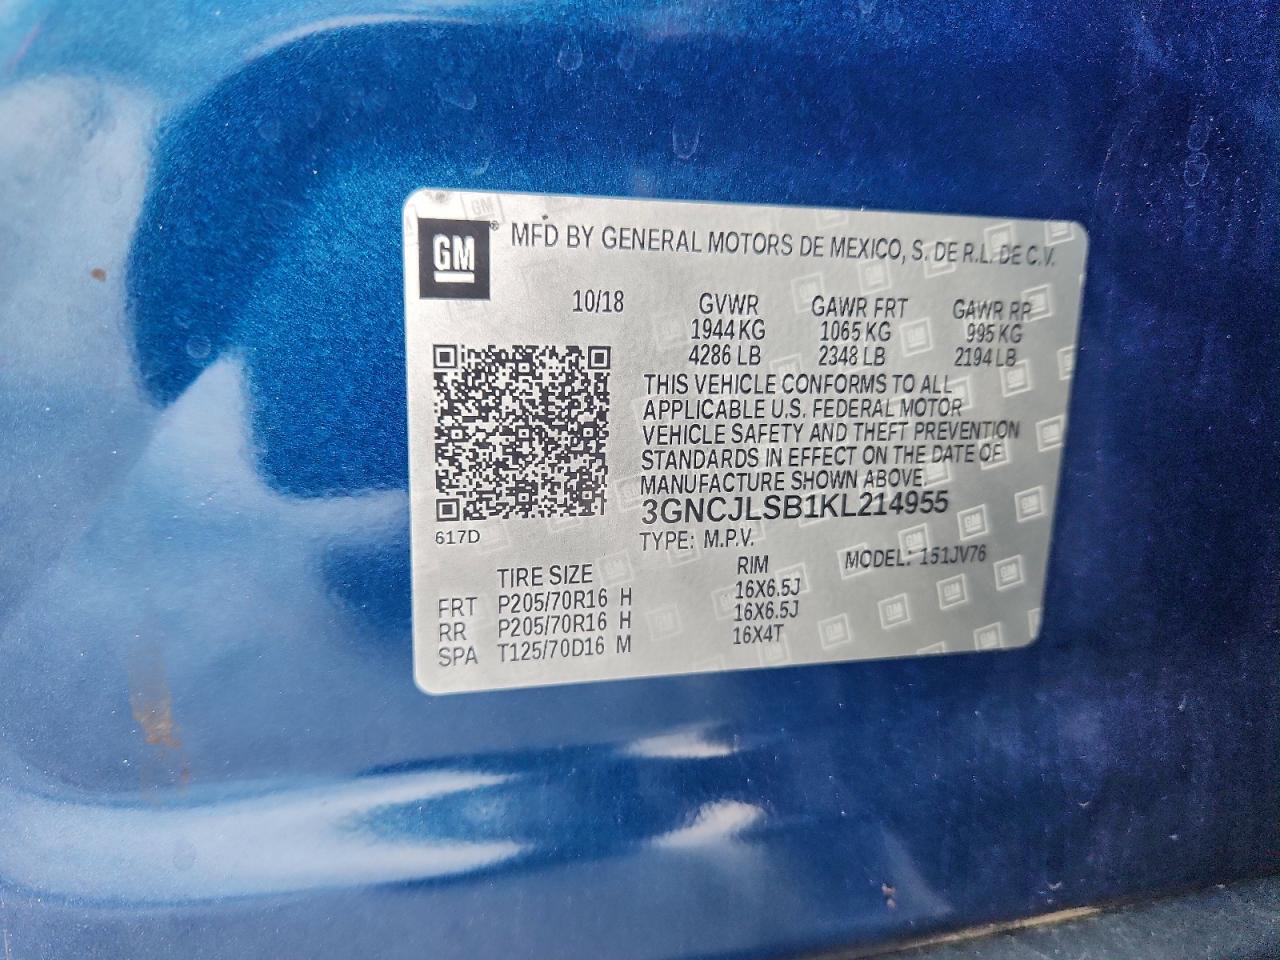 GM® MFD BY GENERAL MOTORS DE MEXICO, S. DE R.L. DE C.V.
10/18 GVWR GAWR FRT GAWR RR
1944 KG 1065 KG 995 KG
4286 LB 2348 LB 2194 LB
THIS VEHICLE CONFORMS TO ALL
APPLICABLE U.S. FEDERAL MOTOR
VEHICLE SAFETY AND THEFT PREVENTION
STANDARDS IN EFFECT ON THE DATE OF
MANUFACTURE SHOWN ABOVE.
3GNCJLSB1KL214955
617D
TYPE: M.P.V. MODEL: 151JV76
TIRE SIZE RIM
FRT P205/70R16 H 16X6.5J
RR P205/70R16 H 16X6.5J
SPA T125/70D16 M 16X4T